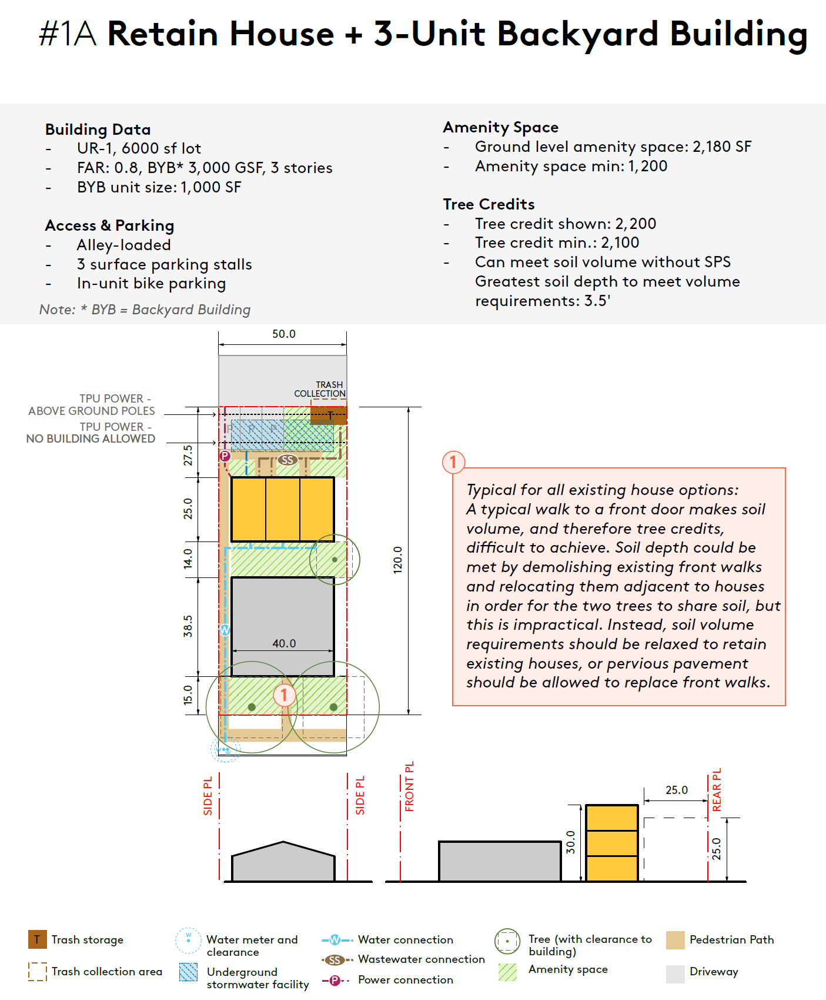 #1A Retain House + 3-Unit Backyard Building
Building Data
- UR-1, 6000 sf lot
- FAR: 0.8, BYB* 3,000 GSF, 3 stories
- BYB unit size: 1,000 SF
Access & Parking
- Alley-loaded
- 3 surface parking stalls
- In-unit bike parking
Note: * BYB = Backyard Building
Amenity Space
- Ground level amenity space: 2,180 SF
- Amenity space min: 1,200
Tree Credits
- Tree credit shown: 2,200
- Tree credit min.: 2,100
- Can meet soil volume without SPS
Greatest soil depth to meet volume
requirements: 3.5'
50.0
TRASH
COLLECTION
TPU POWER -
ABOVE GROUND POLES
TPU POWER -
NO BUILDING ALLOWED
T
P P P
P
SS
27.5
25.0
14.0
38.5
15.0
120.0
W
40.0
1
W
W
1
Typical for all existing house options:
A typical walk to a front door makes soil
volume, and therefore tree credits,
difficult to achieve. Soil depth could be
met by demolishing existing front walks
and relocating them adjacent to houses
in order for the two trees to share soil, but
this is impractical. Instead, soil volume
requirements should be relaxed to retain
existing houses, or pervious pavement
should be allowed to replace front walks.
SIDE PL
SIDE PL
FRONT PL
REAR PL
25.0
30.0
25.0
T Trash storage
Trash collection area
W
Water meter and
clearance
Underground
stormwater facility
W Water connection
SS Wastewater connection
P Power connection
Tree (with clearance to
building)
Amenity space
Pedestrian Path
Driveway